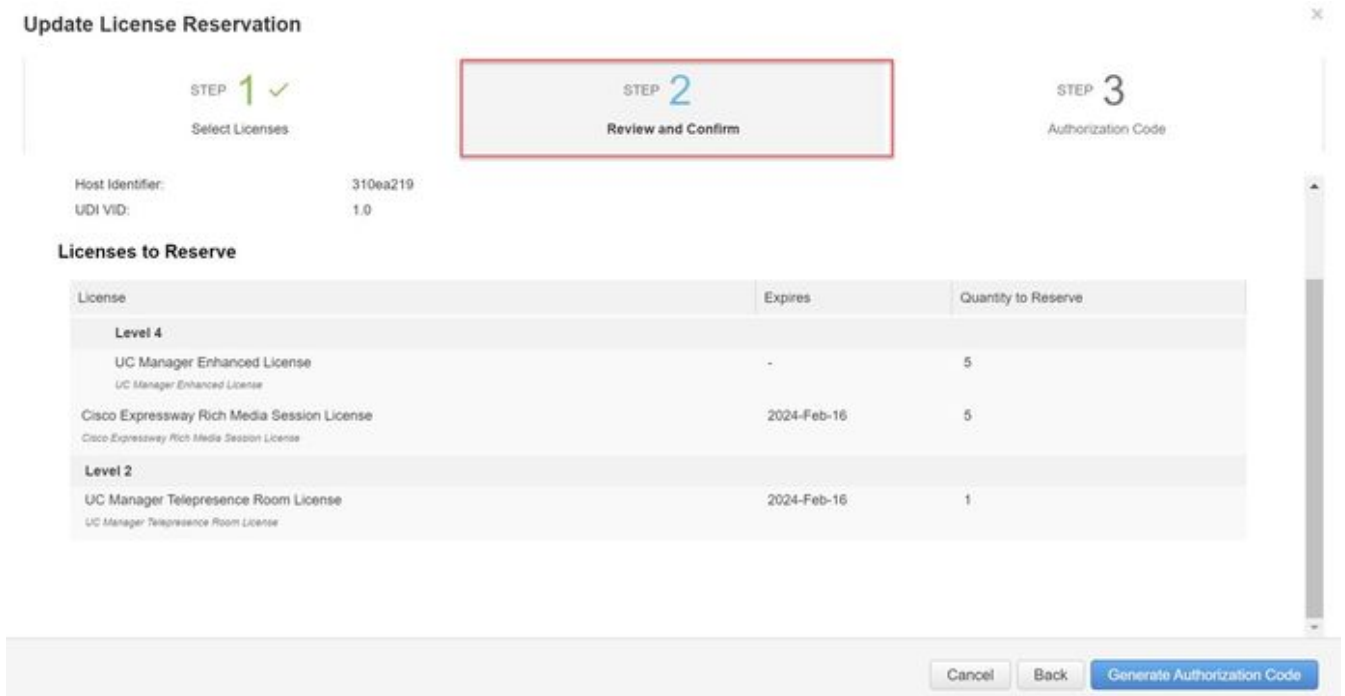 Update License Reservation
×
STEP 1 ✓
Select Licenses
STEP 2
Review and Confirm
STEP 3
Authorization Code
Host Identifier: 310ea219
UDI VID: 1.0
Licenses to Reserve
License Expires Quantity to Reserve
Level 4
UC Manager Enhanced License - 5
UC Manager Enhanced License
Cisco Expressway Rich Media Session License 2024-Feb-16 5
Cisco Expressway Rich Media Session License
Level 2
UC Manager Telepresence Room License 2024-Feb-16 1
UC Manager Telepresence Room License
Cancel Back Generate Authorization Code